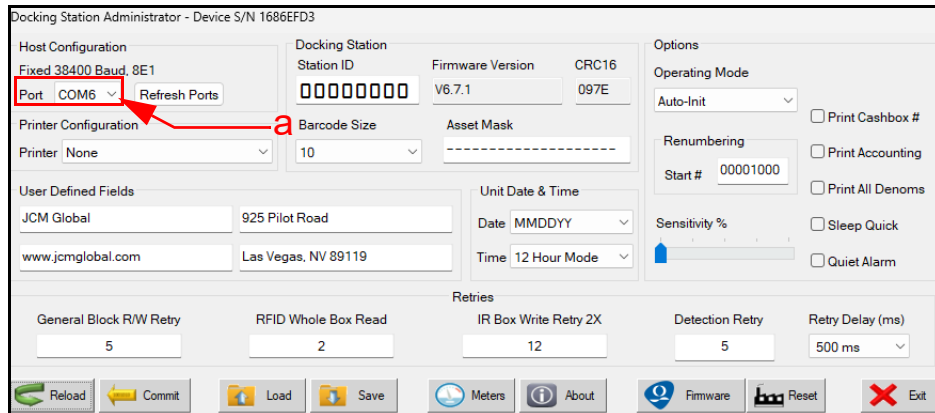 Docking Station Administrator - Device S/N 1686EFD3
Host Configuration
Fixed 38400 Baud, 8E1
Port COM6 Refresh Ports
a
Printer Configuration
Printer None
Docking Station
Station ID Firmware Version CRC16
00000000 V6.7.1 097E
Barcode Size Asset Mask
10 --------------------
Options
Operating Mode
Auto-Init
Renumbering
Start # 00001000
Sensitivity %
Print Cashbox #
Print Accounting
Print All Denoms
Sleep Quick
Quiet Alarm
User Defined Fields
JCM Global 925 Pilot Road
www.jcmglobal.com Las Vegas, NV 89119
Unit Date & Time
Date MMDDYY
Time 12 Hour Mode
Retries
General Block R/W Retry RFID Whole Box Read IR Box Write Retry 2X Detection Retry Retry Delay (ms)
5 2 12 5 500 ms
Reload Commit Load Save Meters About Firmware Reset Exit